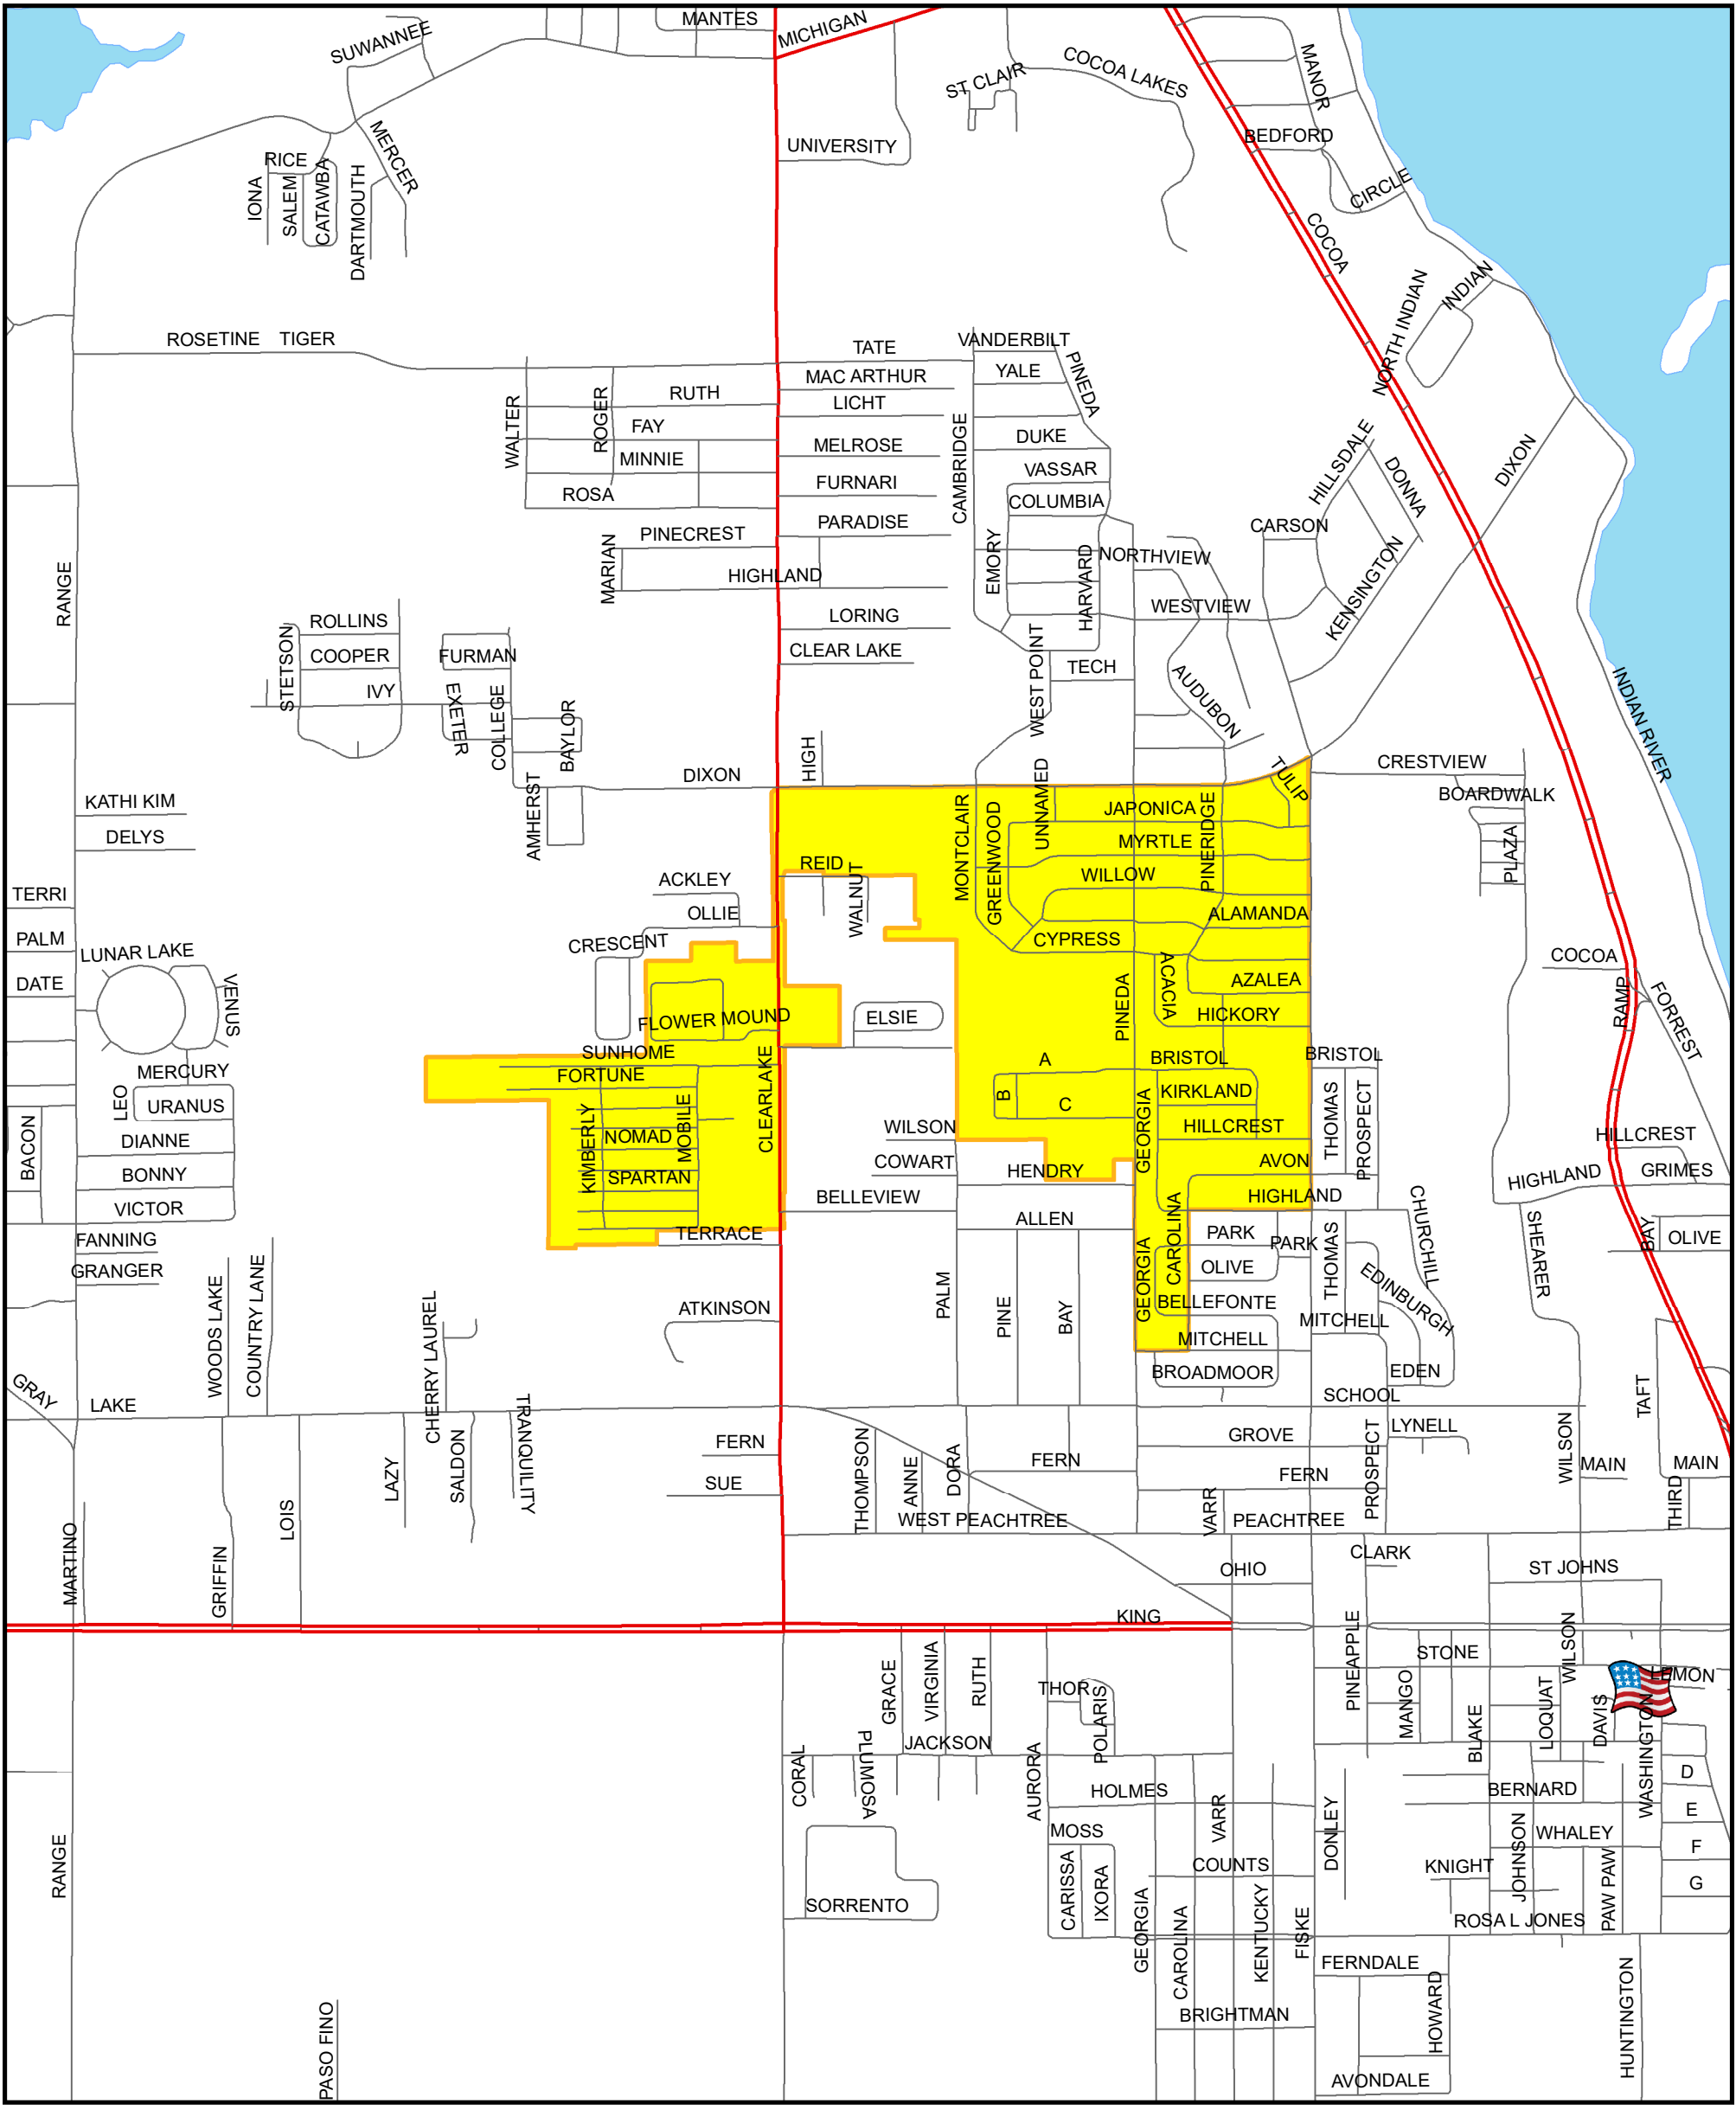 MANTES
MICHIGAN
SUWANNEE
COCOA LAKES
ST CLAIR
MANOR
MERCER
UNIVERSITY
BEDFORD
RICE
IONA
SALEM
CATAWBA
DARTMOUTH
CIRCLE
COCOA
NORTH INDIAN
INDIAN
ROSETINE
TIGER
TATE
VANDERBILT
MAC ARTHUR
YALE
PINEDA
RUTH
LICHT
WALTER
ROGER
FAY
MELROSE
CAMBRIDGE
DUKE
MINNIE
VASSAR
FURNARI
HILLSDALE
DONNA
DIXON
ROSA
COLUMBIA
PARADISE
CARSON
PINECREST
MARIAN
EMORY
HARVARD
NORTHVIEW
HIGHLAND
KENSINGTON
RANGE
WESTVIEW
LORING
ROLLINS
STETSON
COOPER
FURMAN
CLEAR LAKE
WEST POINT
TECH
IVY
EXETER
COLLEGE
BAYLOR
AUDUBON
INDIAN RIVER
HIGH
DIXON
CRESTVIEW
TULIP
KATHI KIM
AMHERST
UNNAMED
BOARDWALK
MONTCLAIR
GREENWOOD
JAPONICA
PINERIDGE
DELYS
MYRTLE
PLAZA
REID
WALNUT
WILLOW
ACKLEY
TERRI
OLLIE
ALAMANDA
PALM
CRESCENT
CYPRESS
LUNAR LAKE
COCOA
DATE
VENUS
ACACIA
AZALEA
PINEDA
RAMP
FORREST
FLOWER MOUND
ELSIE
HICKORY
SUNHOME
A
BRISTOL
BRISTOL
MERCURY
FORTUNE
CLEARLAKE
LEO
URANUS
B
C
GEORGIA
KIRKLAND
THOMAS
PROSPECT
KIMBERLY
MOBILE
WILSON
HILLCREST
HILLCREST
BACON
DIANNE
NOMAD
COWART
AVON
BONNY
SPARTAN
HENDRY
HIGHLAND
GRIMES
VICTOR
BELLEVIEW
HIGHLAND
CHURCHILL
FANNING
TERRACE
ALLEN
CAROLINA
PARK
PARK
THOMAS
SHEARER
BAY
OLIVE
GRANGER
GEORGIA
OLIVE
EDINBURGH
WOODS LAKE
COUNTRY LANE
CHERRY LAUREL
ATKINSON
PALM
PINE
BAY
BELLEFONTE
MITCHELL
MITCHELL
GRAY
BROADMOOR
EDEN
LAKE
SCHOOL
TAFT
TRANQUILITY
FERN
GROVE
LYNELL
PROSPECT
WILSON
LAZY
SALDON
SUE
THOMPSON
ANNE
DORA
FERN
FERN
MAIN
MAIN
LOIS
WEST PEACHTREE
VARR
PEACHTREE
THIRD
MARTINO
GRIFFIN
CLARK
OHIO
ST JOHNS
KING
PINEAPPLE
STONE
WILSON
GRACE
VIRGINIA
RUTH
THOR
POLARIS
MANGO
LOQUAT
LEMON
BLAKE
DAVIS
WASHINGTON
CORAL
PLUMOSA
JACKSON
AURORA
D
HOLMES
BERNARD
VARR
DONLEY
E
MOSS
JOHNSON
WHALEY
F
RANGE
CARISSA
IXORA
COUNTS
KNIGHT
PAW PAW
G
SORRENTO
GEORGIA
CAROLINA
KENTUCKY
FISKE
ROSA L JONES
FERNDALE
HOWARD
HUNTINGTON
BRIGHTMAN
PASO FINO
AVONDALE